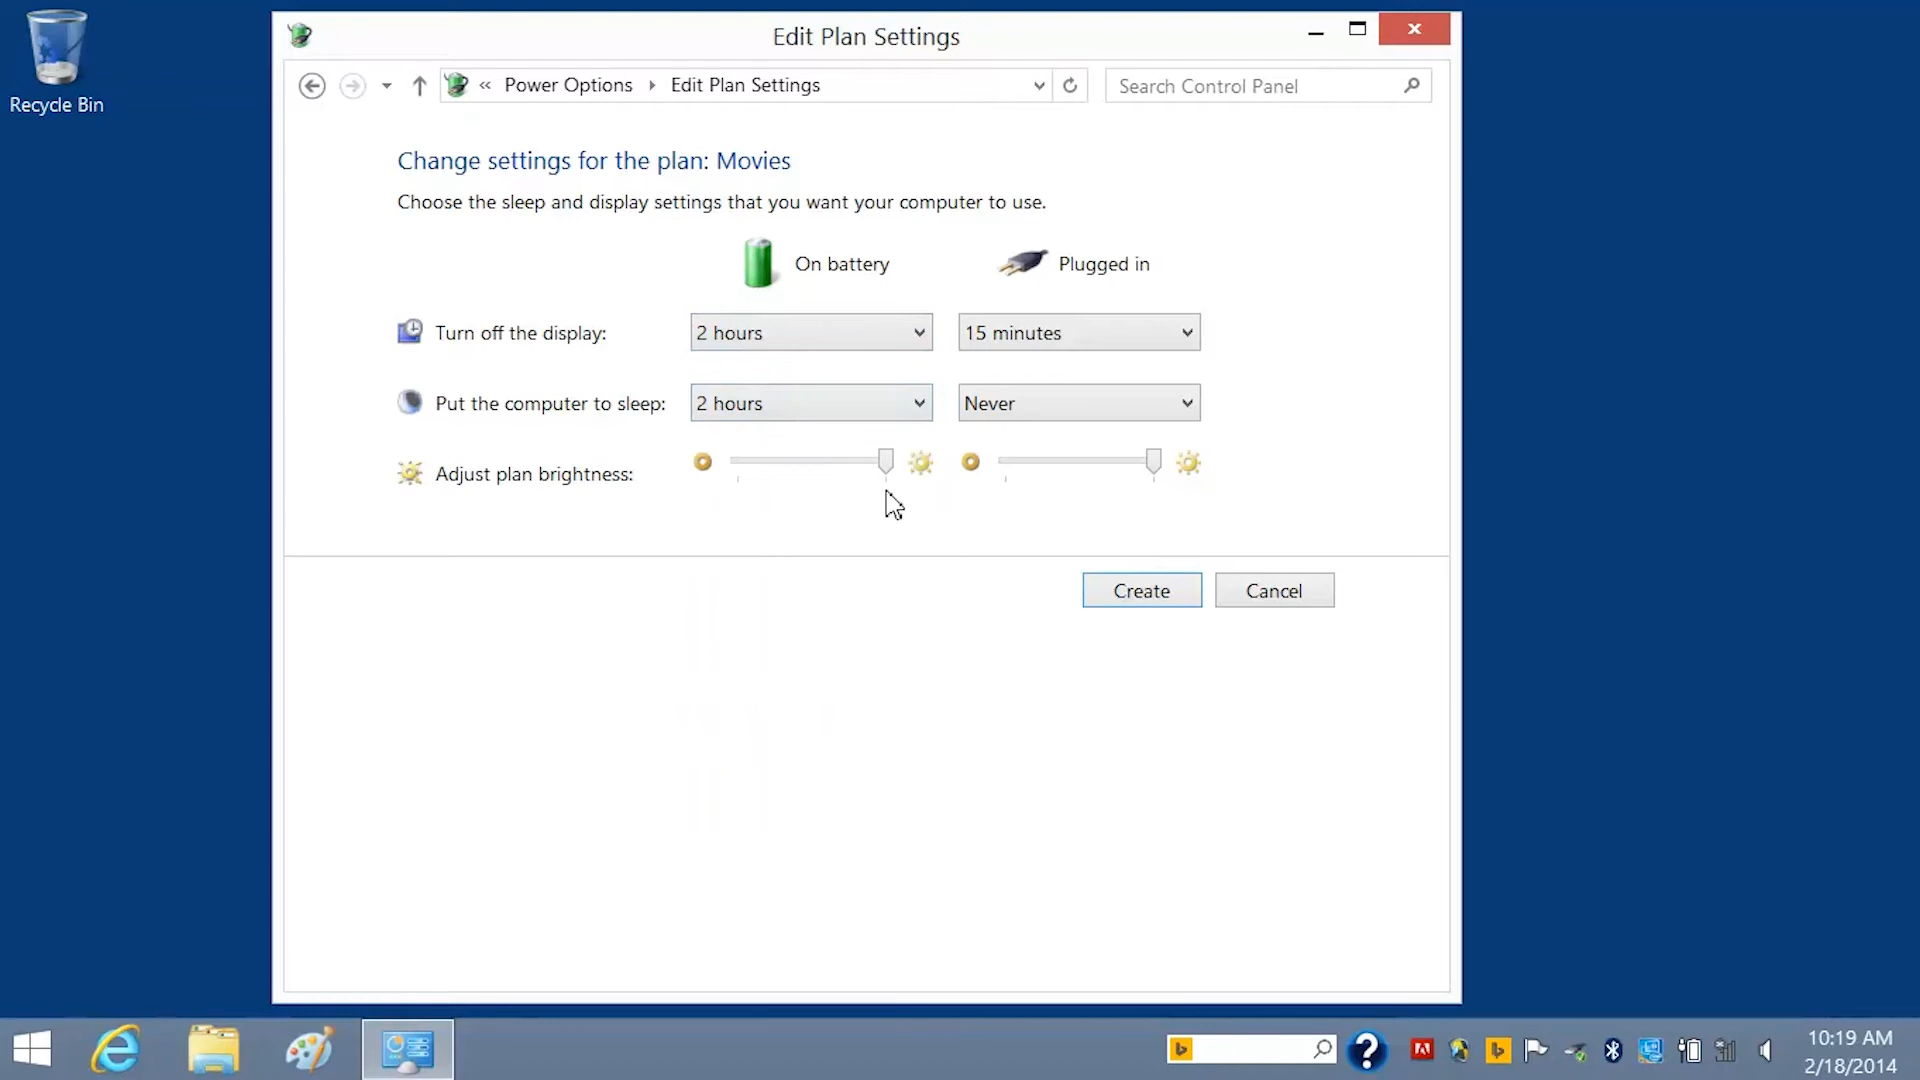 Recycle Bin
Edit Plan Settings
« Power Options Edit Plan Settings
Search Control Panel
Change settings for the plan: Movies
Choose the sleep and display settings that you want your computer to use.
On battery Plugged in
Turn off the display: 2 hours 15 minutes
Put the computer to sleep: 2 hours Never
Adjust plan brightness:
Create Cancel
10:19 AM
2/18/2014